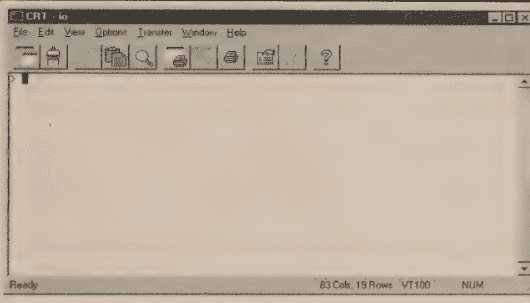 CRT - io
File Edit View Options Transfer Window Help
Ready 83 Cols, 19 Rows VT100 NUM